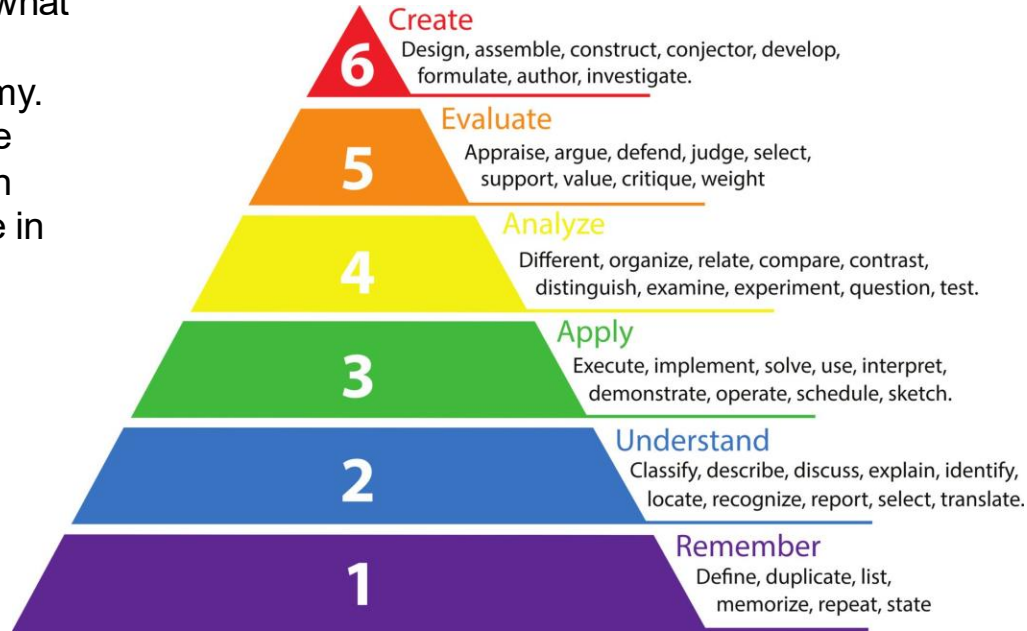 what
my.
e
n
e in
Create
6
Design, assemble, construct, conjector, develop,
formulate, author, investigate.
Evaluate
5
Appraise, argue, defend, judge, select,
support, value, critique, weight
Analyze
4
Different, organize, relate, compare, contrast,
distinguish, examine, experiment, question, test.
Apply
3
Execute, implement, solve, use, interpret,
demonstrate, operate, schedule, sketch.
Understand
2
Classify, describe, discuss, explain, identify,
locate, recognize, report, select, translate.
Remember
1
Define, duplicate, list,
memorize, repeat, state